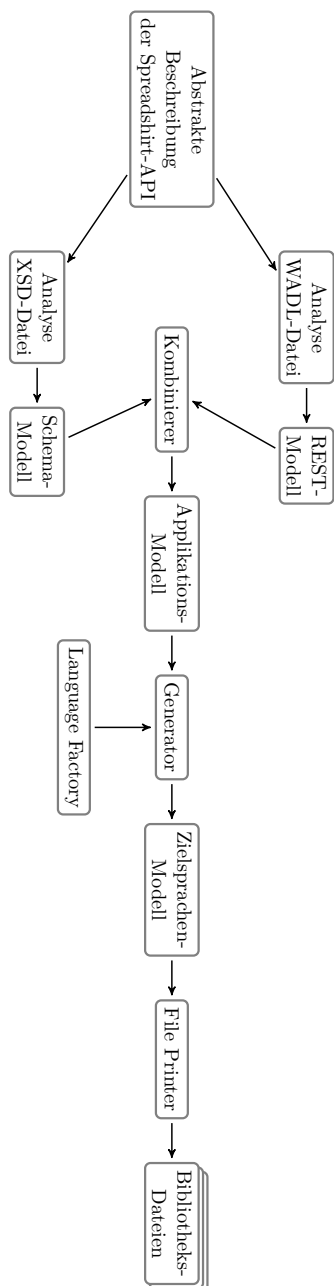 Abstrakte
Beschreibung
der Spreadshirt-API
Analyse
WADL-Datei
REST-
Modell
Analyse
XSD-Datei
Schema-
Modell
Kombinierer
Applikations-
Modell
Generator
Language Factory
Zielsprachen-
Modell
File Printer
Bibliotheks-
Dateien